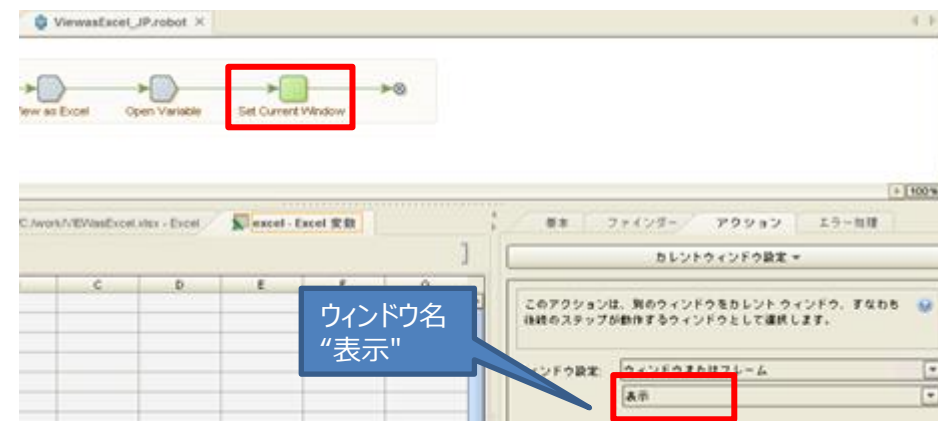 ViewasExcel_JP.robot
View as Excel
Open Variable
Set Current Window
100%
C:/work/VIEWasExcel.xlsx - Excel
excel - Excel 変数
基本
ファインダー
アクション
エラー処理
カレントウィンドウ設定
C
D
E
F
G
このアクションは、別のウィンドウをカレントウィンドウ、すなわち
後続のステップが動作するウィンドウとして選択します。
ウィンドウ名
“表示"
ィンドウ設定:
ウィンドウまたはフレーム
表示